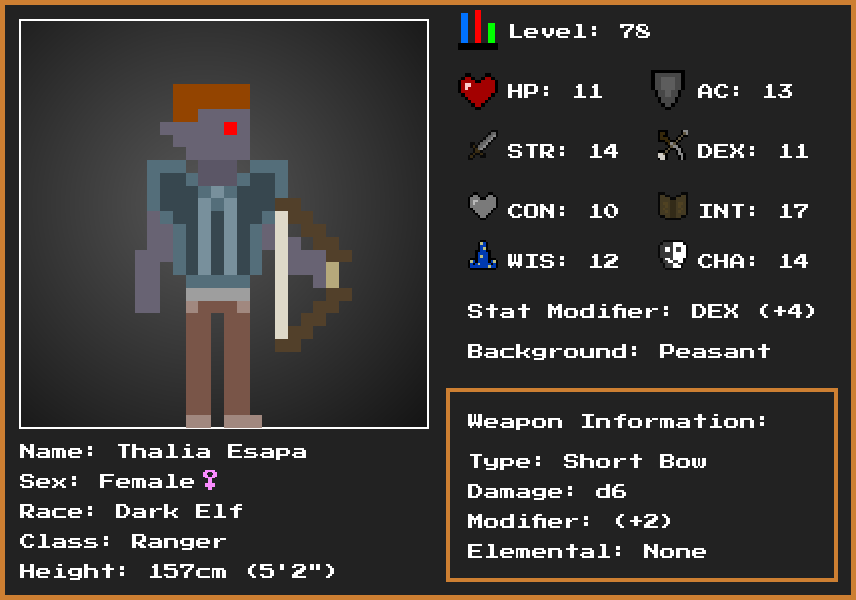 Level: 78
HP: 11 AC: 13
STR: 14 DEX: 11
CON: 10 INT: 17
WIS: 12 CHA: 14
Stat Modifier: DEX (+4)
Background: Peasant
Weapon Information:
Type: Short Bow
Damage: d6
Modifier: (+2)
Elemental: None
Name: Thalia Esapa
Sex: Female♀
Race: Dark Elf
Class: Ranger
Height: 157cm (5'2")